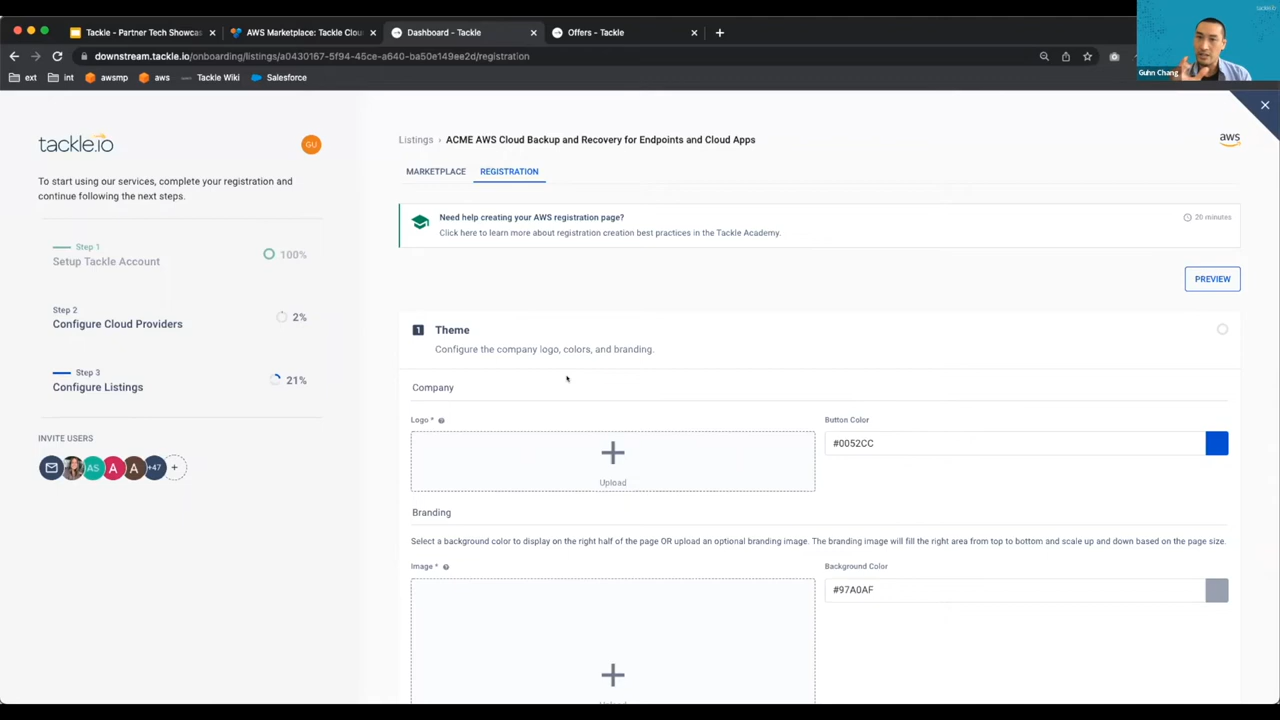 Tackle - Partner Tech Showcas
AWS Marketplace: Tackle Clou
Dashboard - Tackle
Offers - Tackle
tackle.io
downstream.tackle.io/onboarding/listings/a0430167-5f94-45ce-a640-ba50e149ee2d/registration
Guhn Chang
ext
int
awsmp
aws
Tackle Wiki
Salesforce
tackle.io
GU
To start using our services, complete your registration and
continue following the next steps.
Step 1
Setup Tackle Account
100%
Step 2
Configure Cloud Providers
2%
Step 3
Configure Listings
21%
INVITE USERS
AS
A
A
+47
+
Listings › ACME AWS Cloud Backup and Recovery for Endpoints and Cloud Apps
aws
MARKETPLACE
REGISTRATION
Need help creating your AWS registration page?
20 minutes
Click here to learn more about registration creation best practices in the Tackle Academy.
PREVIEW
1
Theme
Configure the company logo, colors, and branding.
Company
Logo *
Button Color
Upload
#0052CC
Branding
Select a background color to display on the right half of the page OR upload an optional branding image. The branding image will fill the right area from top to bottom and scale up and down based on the page size.
Image *
Background Color
#97A0AF